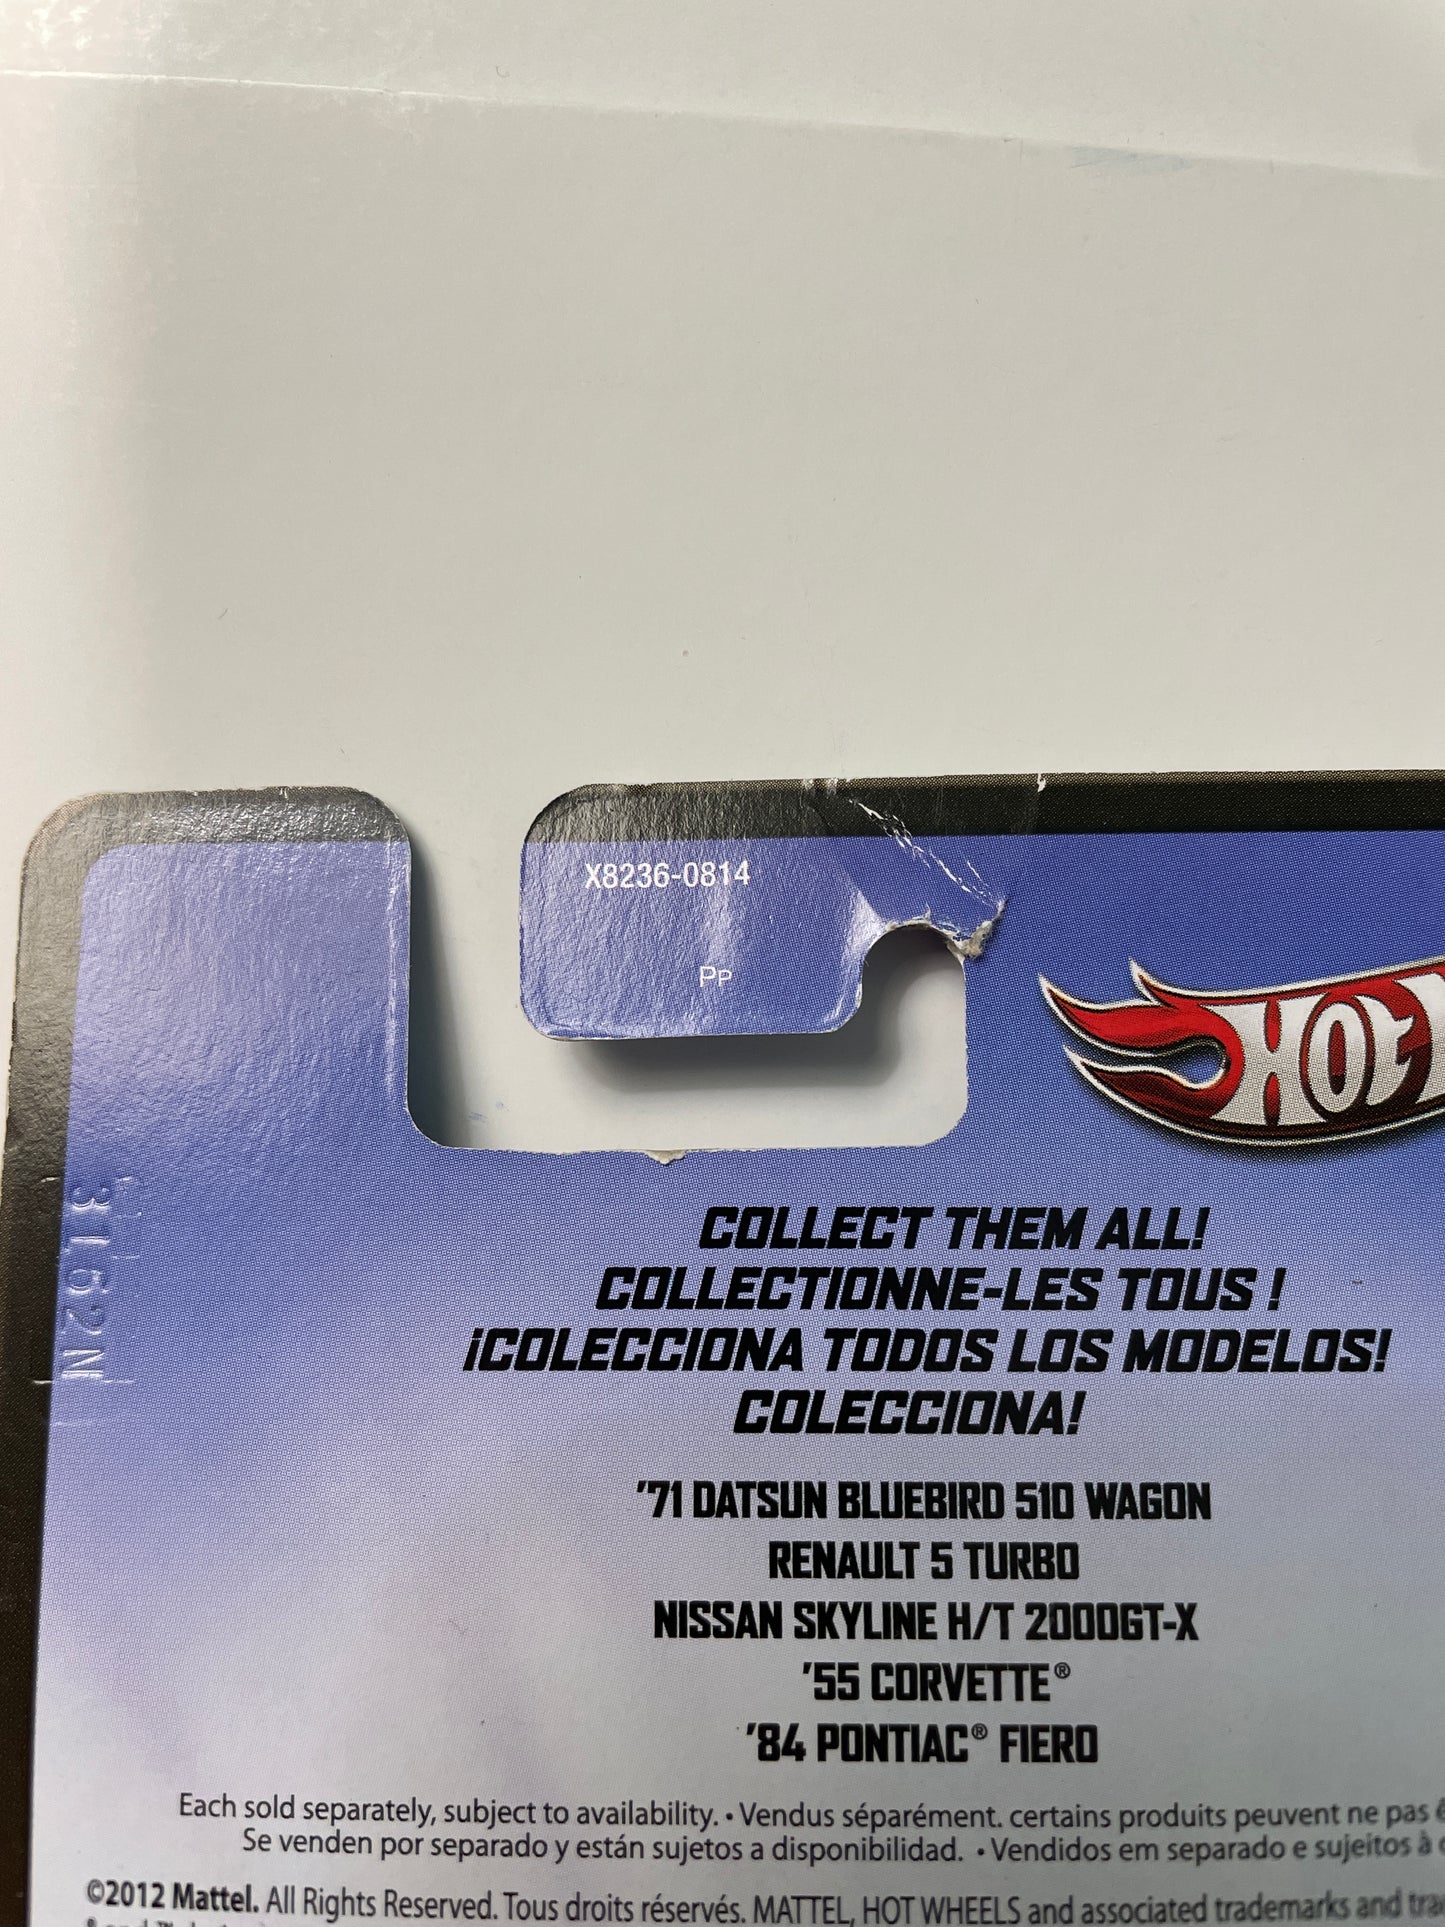 X8236-0814
PP
HOT
3162N
COLLECT THEM ALL!
COLLECTIONNE-LES TOUS !
¡COLECCIONA TODOS LOS MODELOS!
COLECCIONA!
'71 DATSUN BLUEBIRD 510 WAGON
RENAULT 5 TURBO
NISSAN SKYLINE H/T 2000GT-X
'55 CORVETTE®
'84 PONTIAC® FIERO
Each sold separately, subject to availability. • Vendus séparément. certains produits peuvent ne pas
Se venden por separado y están sujetos a disponibilidad. • Vendidos em separado e sujeitos à
©2012 Mattel. All Rights Reserved. Tous droits réservés. MATTEL, HOT WHEELS and associated trademarks and